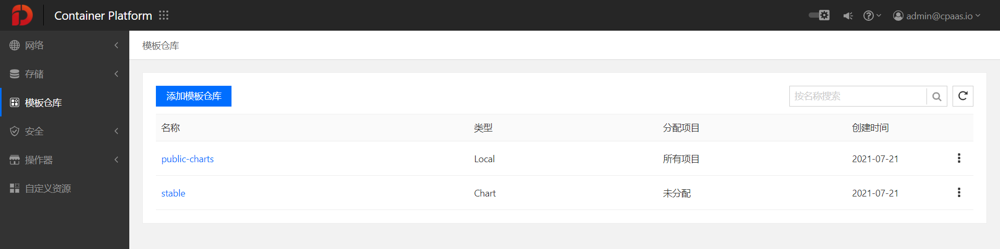 Container Platform
admin@cpaas.io
网络
存储
模板仓库
安全
操作器
自定义资源
模板仓库
添加模板仓库
按名称搜索
名称 类型 分配项目 创建时间
public-charts Local 所有项目 2021-07-21
stable Chart 未分配 2021-07-21